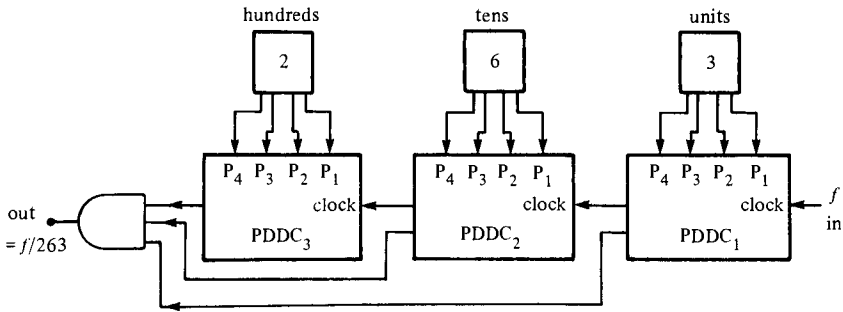 hundreds tens units
2 6 3
P4 P3 P2 P1 P4 P3 P2 P1 P4 P3 P2 P1
clock clock clock f
out in
PDDC3 PDDC2 PDDC1
= f/263